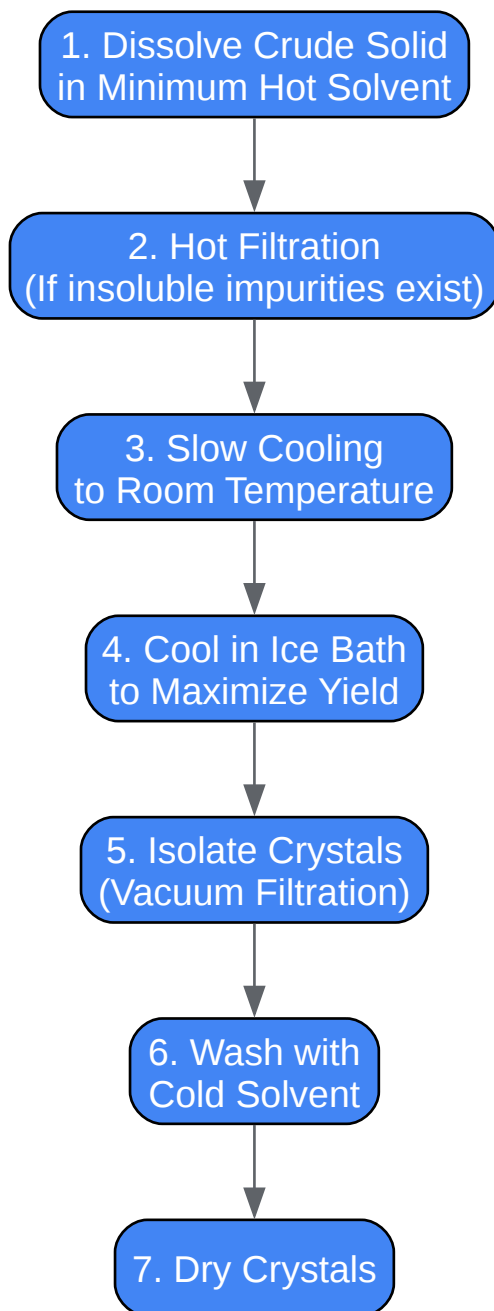 1. Dissolve Crude Solid
in Minimum Hot Solvent
2. Hot Filtration
(If insoluble impurities exist)
3. Slow Cooling
to Room Temperature
4. Cool in Ice Bath
to Maximize Yield
5. Isolate Crystals
(Vacuum Filtration)
6. Wash with
Cold Solvent
7. Dry Crystals